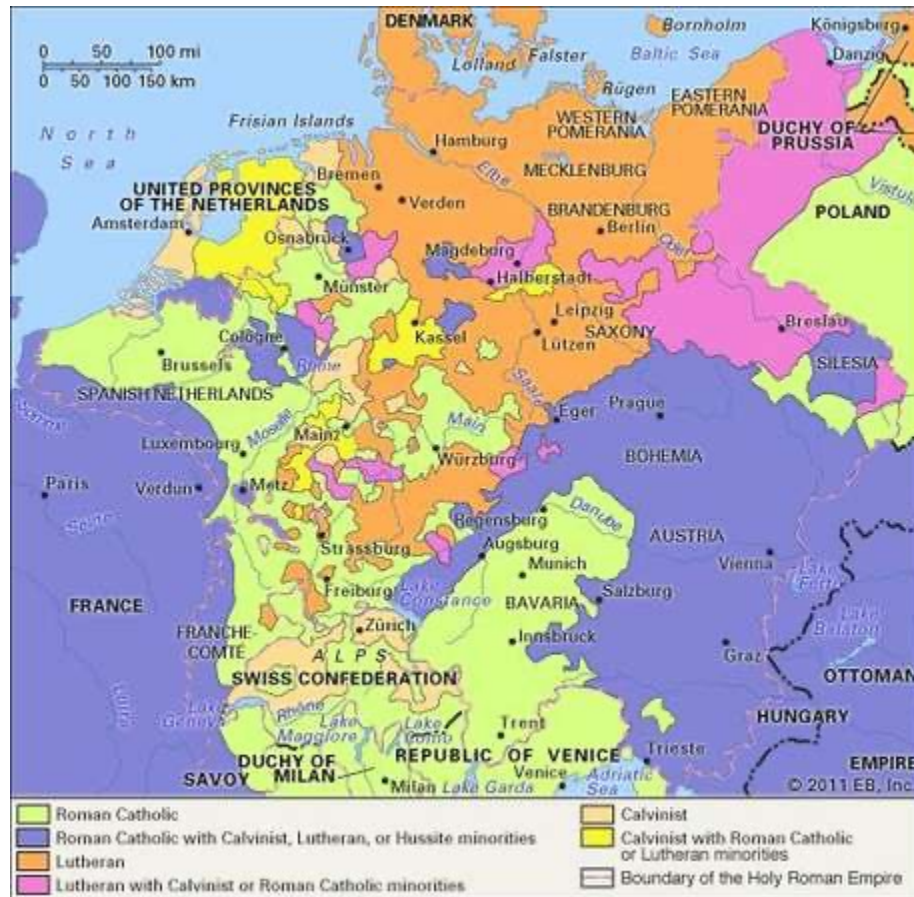 DENMARK
Bornholm
Königsberg
0 50 100 mi
0 50 100 150 km
Lolland
Falster
Baltic Sea
Danzig
Rügen
North
Sea
Frisian Islands
WESTERN
POMERANIA
EASTERN
POMERANIA
DUCHY OF
PRUSSIA
Hamburg
MECKLENBURG
Bremen
Elbe
UNITED PROVINCES
OF THE NETHERLANDS
Verden
BRANDENBURG
POLAND
Amsterdam
Osnabrück
Berlin
Oder
Magdeburg
Münster
Halberstadt
Leipzig
Kassel
SAXONY
Breslau
Cologne
Lützen
Brussels
Rhine
SILESIA
SPANISH NETHERLANDS
Saale
Eger
Prague
Somme
Moselle
Mainz
Main
Luxembourg
Würzburg
BOHEMIA
Paris
Verdun
Metz
Seine
Regensburg
Danube
Strassburg
Augsburg
AUSTRIA
Munich
Vienna
Freiburg
Lake
Constance
BAVARIA
Salzburg
FRANCE
Zürich
Lake
Balaton
FRANCHE-
COMTE
ALPS
Innsbruck
Graz
SWISS CONFEDERATION
OTTOMAN
Lake
Geneva
Rhône
Lake
Maggiore
Lake
Como
Trent
HUNGARY
DUCHY OF
MILAN
REPUBLIC OF VENICE
Trieste
SAVOY
Venice
Adriatic
Sea
EMPIRE
Milan
Lake Garda
© 2011 EB, Inc
Roman Catholic
Roman Catholic with Calvinist, Lutheran, or Hussite minorities
Lutheran
Lutheran with Calvinist or Roman Catholic minorities
Calvinist
Calvinist with Roman Catholic
or Lutheran minorities
Boundary of the Holy Roman Empire